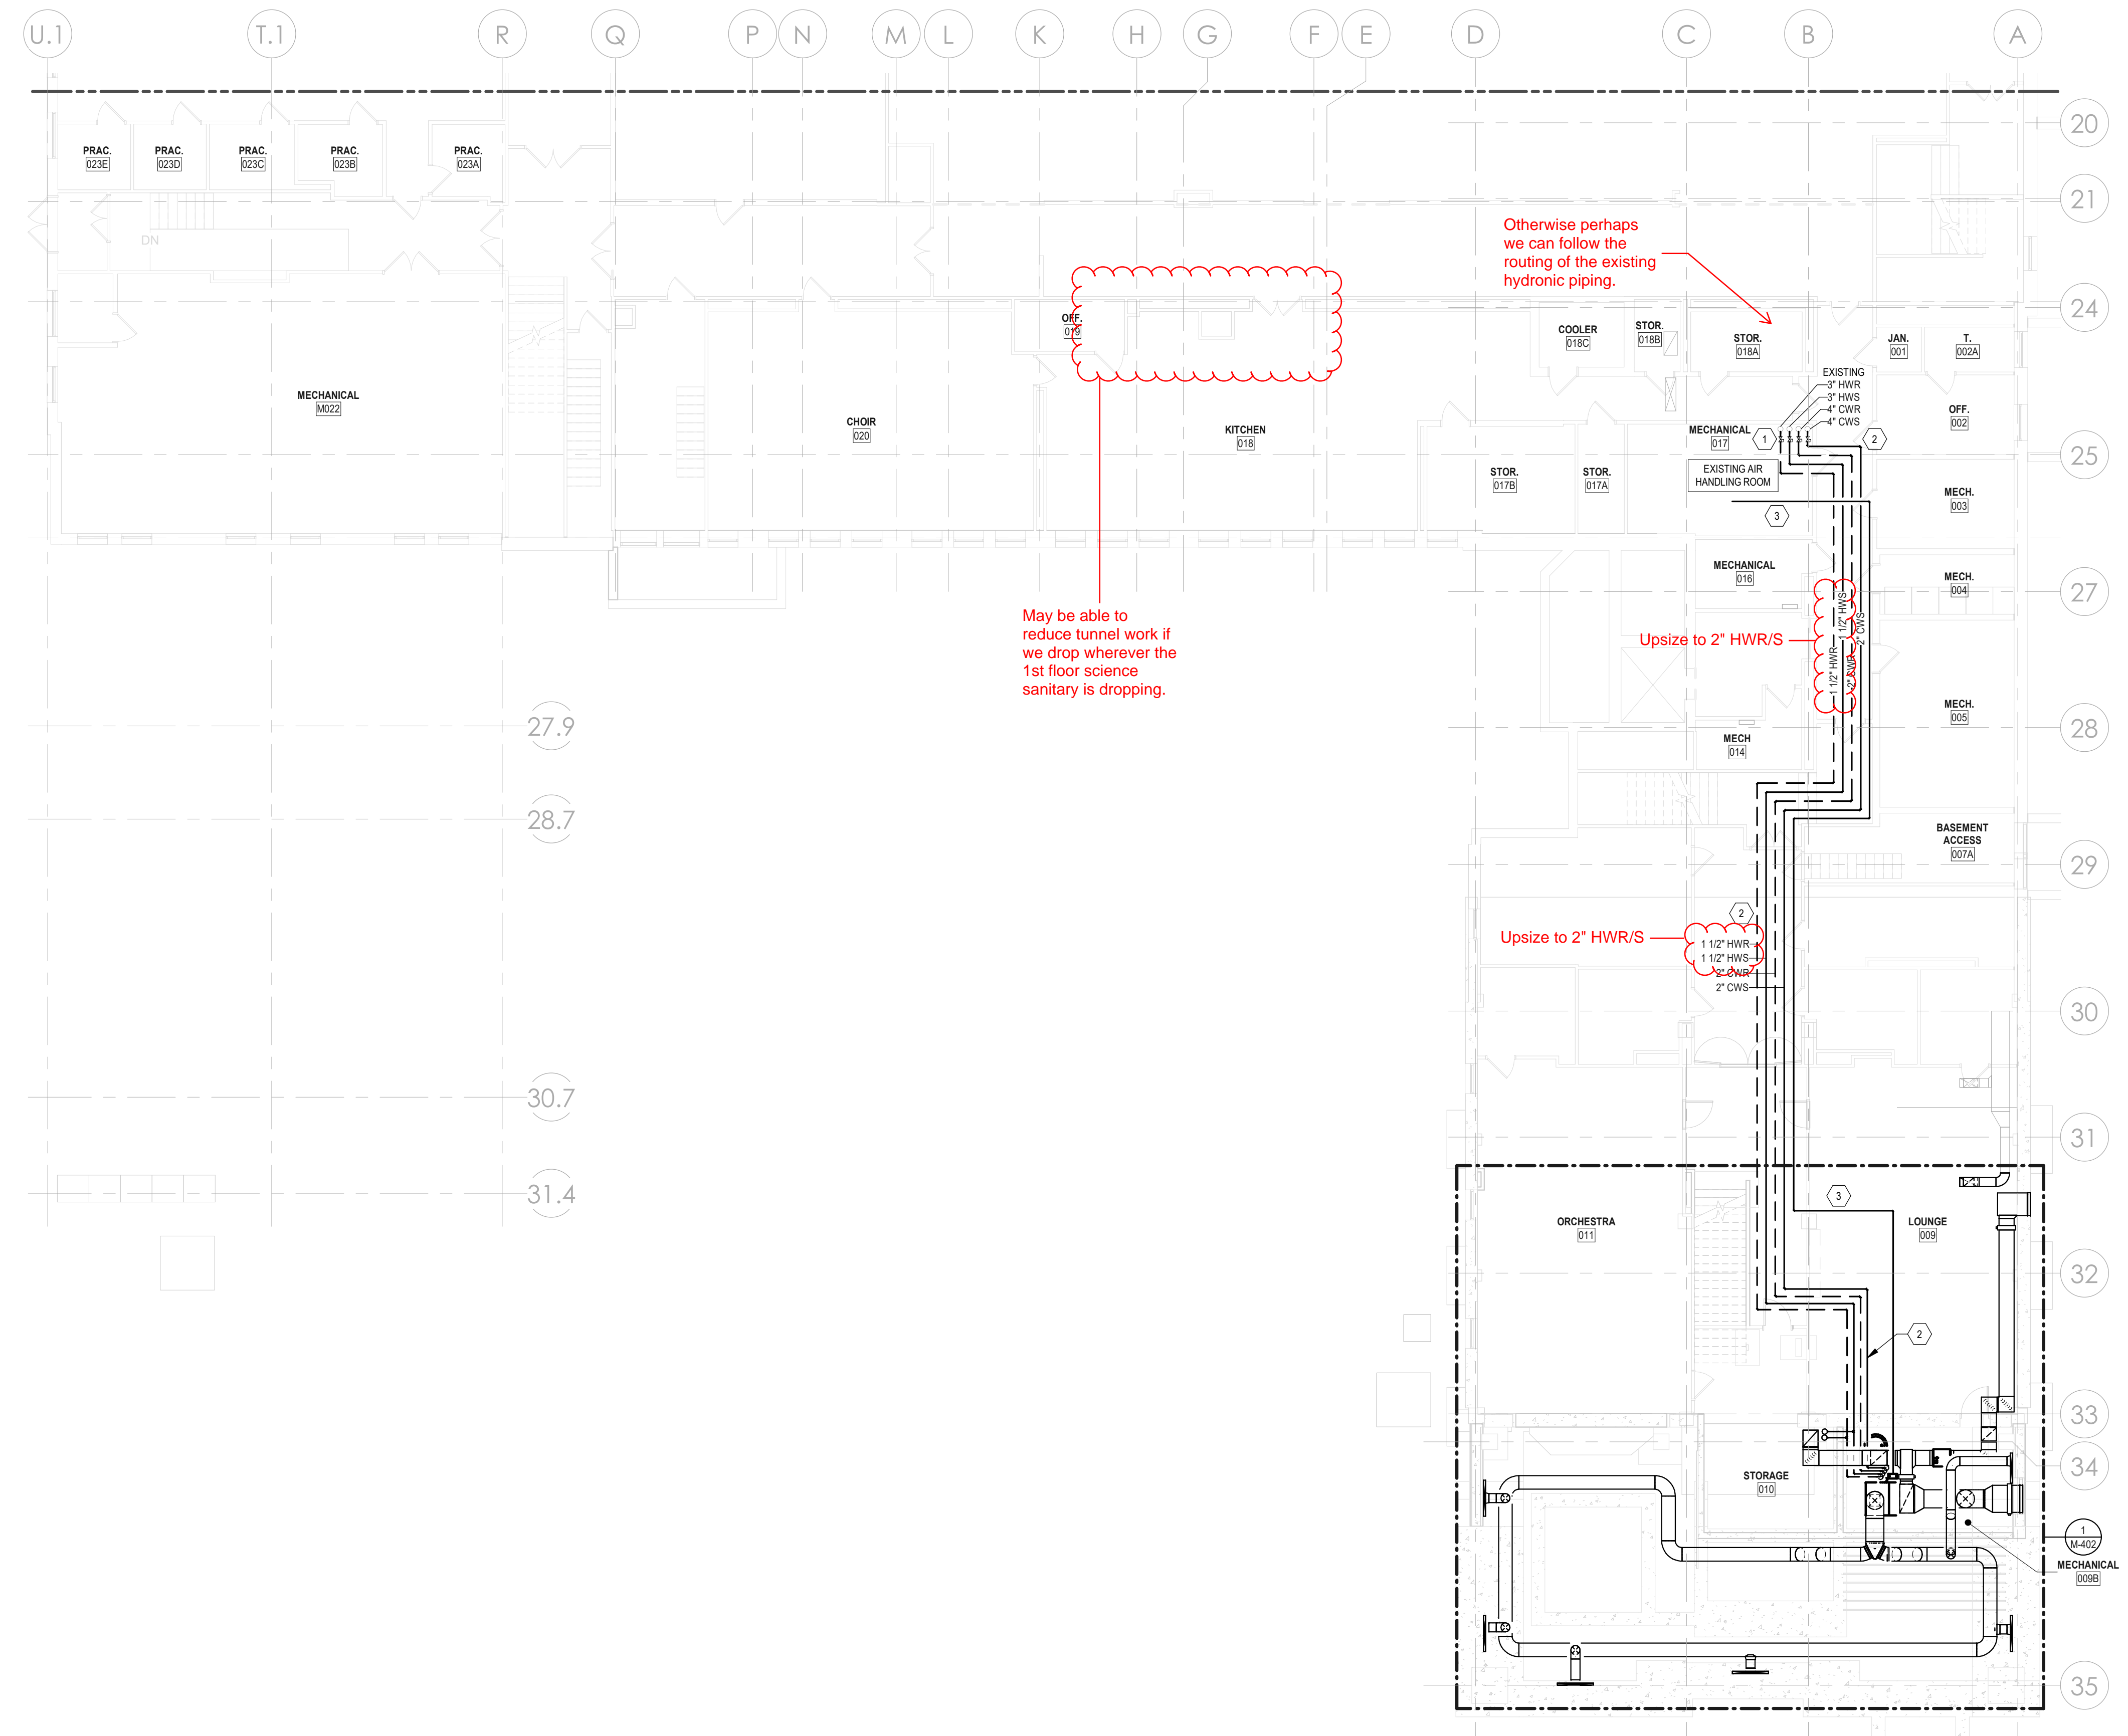 U.1
T.1
R
Q
P
N
M
L
K
H
G
F
E
D
C
B
A
20
21
24
25
27
28
29
30
31
32
33
34
35
27.9
28.7
30.7
31.4
PRAC.
023E
PRAC.
023D
PRAC.
023C
PRAC.
023B
PRAC.
023A
DN
MECHANICAL
M022
CHOIR
020
OFF.
019
KITCHEN
018
COOLER
018C
STOR.
018B
STOR.
018A
JAN.
001
T.
002A
OFF.
002
Otherwise perhaps
we can follow the
routing of the existing
hydronic piping.
EXISTING
3" HWR
3" HWS
4" CWR
4" CWS
MECHANICAL
017
1
2
EXISTING AIR
HANDLING ROOM
3
STOR.
017B
STOR.
017A
MECH.
003
MECHANICAL
016
MECH.
004
May be able to
reduce tunnel work if
we drop wherever the
1st floor science
sanitary is dropping.
Upsize to 2" HWR/S
1 1/2" HWR
1 1/2" HWS
2" CWR
2" CWS
MECH.
005
MECH
014
BASEMENT
ACCESS
007A
2
Upsize to 2" HWR/S
1 1/2" HWR
1 1/2" HWS
2" CWR
2" CWS
3
ORCHESTRA
011
LOUNGE
009
2
STORAGE
010
1
M-402
MECHANICAL
009B